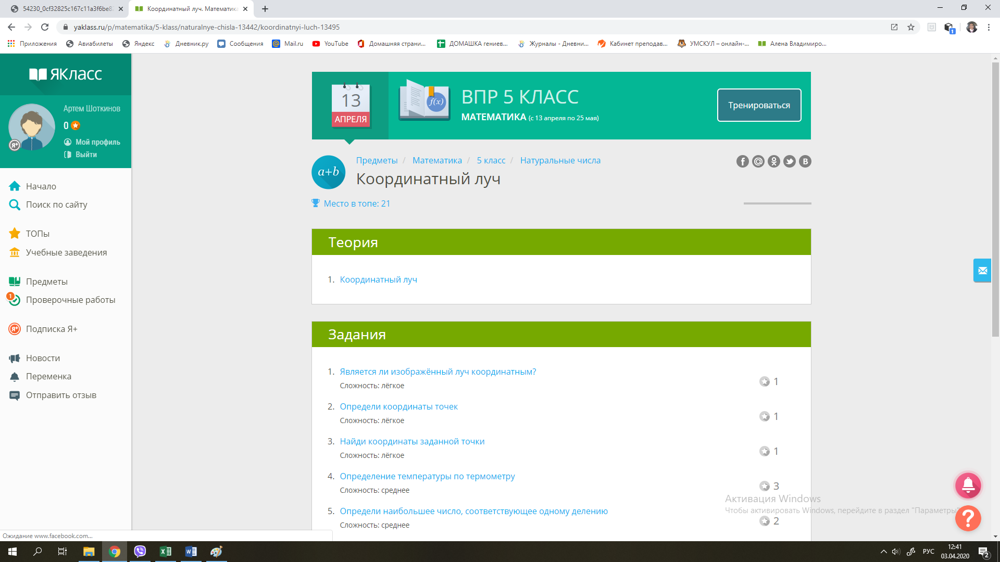 54230_0cf32825c167c11a3f6be8
Координатный луч. Математика
yaklass.ru/p/matematika/5-klass/naturalnye-chisla-13442/koordinatnyi-luch-13495
Приложения
Авиабилеты
Яндекс
Дневник.ру
Сообщения
Mail.ru
YouTube
Домашняя страни...
ДОМАШКА гениев...
Журналы - Дневни...
Кабинет преподав...
УМСКУЛ – онлайн-...
Алена Владимиро...
1
ЯКласс
Артем Шоткинов
0
Я+
Мой профиль
Выйти
Начало
Поиск по сайту
ТОПы
Учебные заведения
Предметы
1
Проверочные работы
Я+
Подписка Я+
Новости
Переменка
Отправить отзыв
13
АПРЕЛЯ
f(x)
ВПР 5 КЛАСС
МАТЕМАТИКА (с 13 апреля по 25 мая)
Тренироваться
a+b
Предметы / Математика / 5 класс / Натуральные числа
Координатный луч
Место в топе: 21
Теория
1. Координатный луч
Задания
1. Является ли изображённый луч координатным?
Сложность: лёгкое
1
2. Определи координаты точек
Сложность: лёгкое
1
3. Найди координаты заданной точки
Сложность: лёгкое
1
4. Определение температуры по термометру
Сложность: среднее
3
5. Определи наибольшее число, соответствующее одному делению
Сложность: среднее
2
Активация Windows
Чтобы активировать Windows, перейдите в раздел "Параметры"
?
Ожидание www.facebook.com...
РУС
12:41
03.04.2020
2